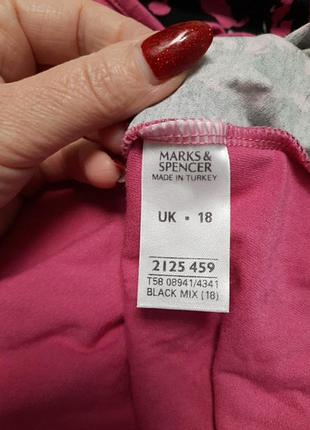 MARKS &
SPENCER
MADE IN TURKEY
UK • 18
2125 459
T58 08941/4341
BLACK MIX (18)